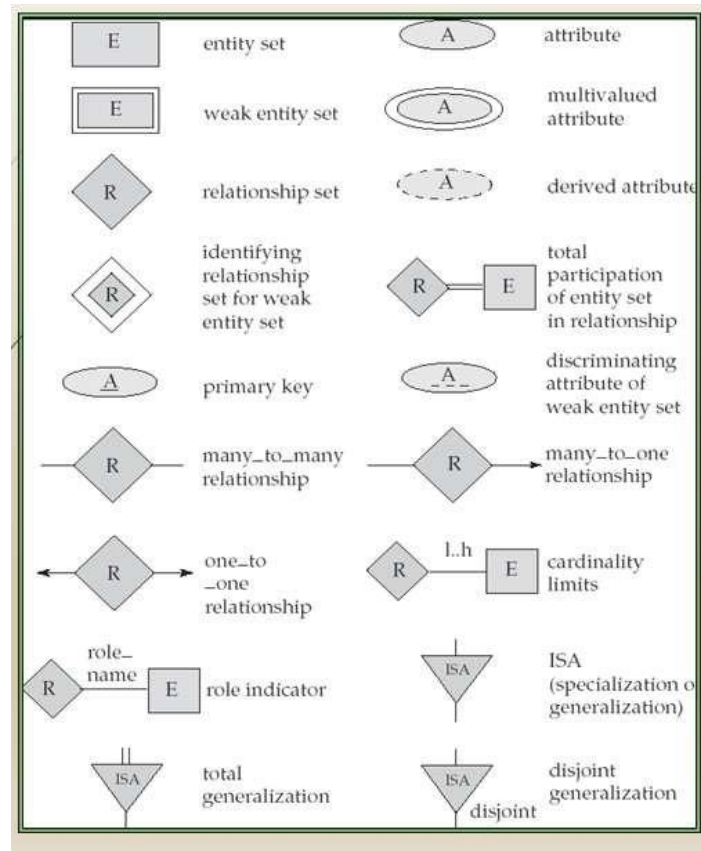 E
entity set
A
attribute
E
weak entity set
A
multivalued
attribute
R
relationship set
A
derived attribute
R
identifying
relationship
set for weak
entity set
R
E
total
participation
of entity set
in relationship
A
primary key
A
discriminating
attribute of
weak entity set
R
many_to_many
relationship
R
many_to_one
relationship
R
one_to
_one
relationship
R
l..h
E
cardinality
limits
R
role_
name
E
role indicator
ISA
ISA
(specialization o
generalization)
ISA
total
generalization
ISA
disjoint
disjoint
generalization